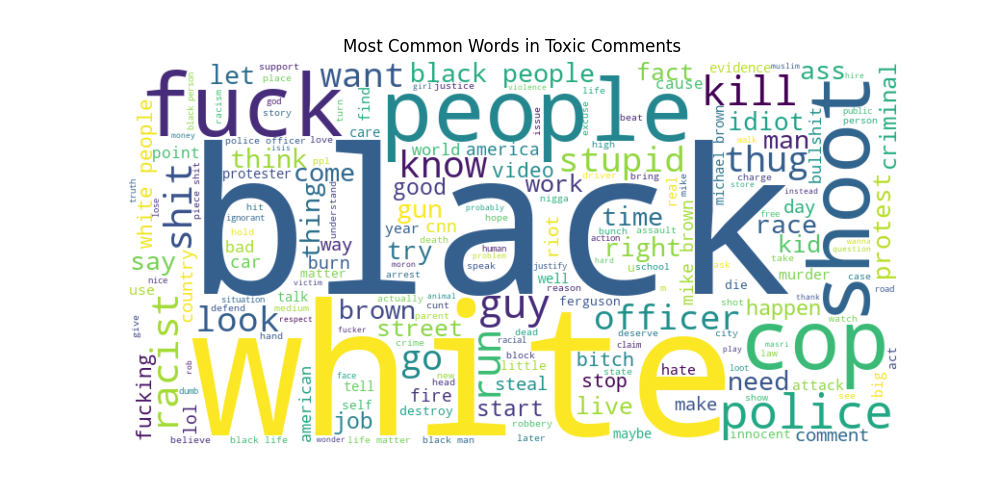 Most Common Words in Toxic Comments
fuck
people
black
white
shoot
cop
police
kill
want
black people
let
support
place
god
story
racism
black person
girl
justice
violence
life
fact
cause
evidence
muslim
ass
hire
criminal
turn
find
care
issue
excuse
beat
high
idiot
man
bullshit
public
person
money
police officer
love
isis
world
america
point
think
ppl
protester
come
know
video
stupid
thug
michael brown
walk
charge
store
instead
white people
shit
piece shit
truth
lose
thing
understand
good
work
driver
bring
real
mike
hit
ignorant
hold
gun
year
cnn
nigga
probably
hope
time
bunch
assault
free
race
day
wanna
question
protest
bad
car
way
try
death
riot
human
problem
action
right
brown
mike brown
ask
kid
take
say
nice
country
burn
matter
victim
moron
arrest
speak
justify
well
reason
hard
u
school
m
die
murder
case
road
use
situation
defend
talk
medium
actually
animal
cunt
parent
guy
ferguson
officer
shot
happen
thank
watch
give
racist
look
respect
hand
brown
fucker
street
crime
dead
racial
deserve
claim
city
play
masri
law
fucking
rob
dumb
face
tell
go
new
head
run
block
little
bitch
state
stop
hate
loot
need
attack
show
see
big
act
lol
american
self
fire
destroy
steal
start
robbery
live
make
believe
black life
wonder
job
life matter
black man
later
maybe
innocent
comment